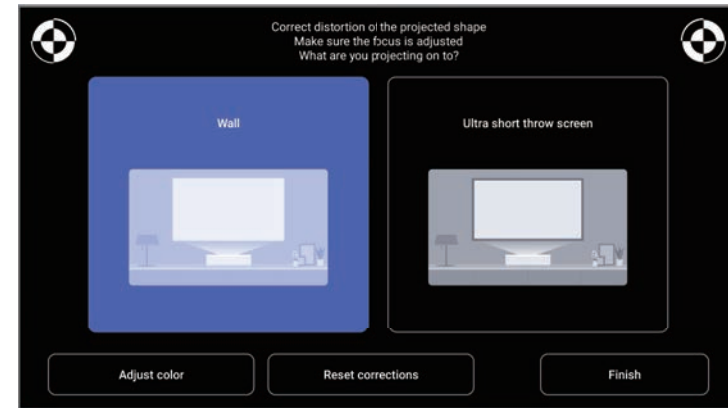 Correct distortion of the projected shape
Make sure the focus is adjusted
What are you projecting on to?
Wall
Ultra short throw screen
Adjust color
Reset corrections
Finish